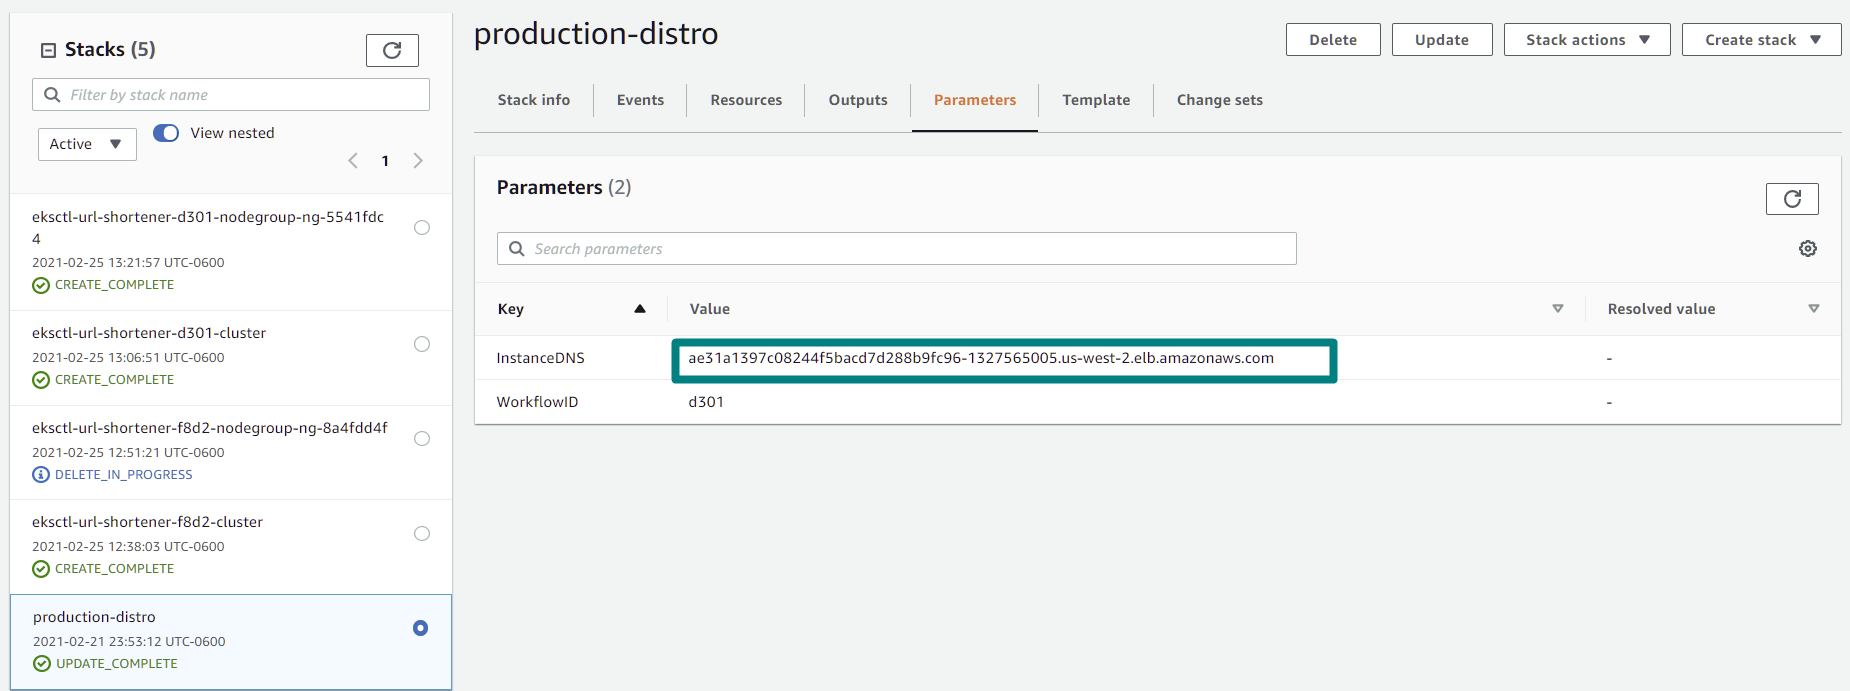 Stacks (5)
Filter by stack name
Active
View nested
1
eksctl-url-shortener-d301-nodegroup-ng-5541fdc
4
2021-02-25 13:21:57 UTC-0600
CREATE_COMPLETE
eksctl-url-shortener-d301-cluster
2021-02-25 13:06:51 UTC-0600
CREATE_COMPLETE
eksctl-url-shortener-f8d2-nodegroup-ng-8a4fdd4f
2021-02-25 12:51:21 UTC-0600
DELETE_IN_PROGRESS
eksctl-url-shortener-f8d2-cluster
2021-02-25 12:38:03 UTC-0600
CREATE_COMPLETE
production-distro
2021-02-21 23:53:12 UTC-0600
UPDATE_COMPLETE
production-distro
Delete Update Stack actions Create stack
Stack info Events Resources Outputs Parameters Template Change sets
Parameters (2)
Search parameters
Key Value Resolved value
InstanceDNS ae31a1397c08244f5bacd7d288b9fc96-1327565005.us-west-2.elb.amazonaws.com -
WorkflowID d301 -